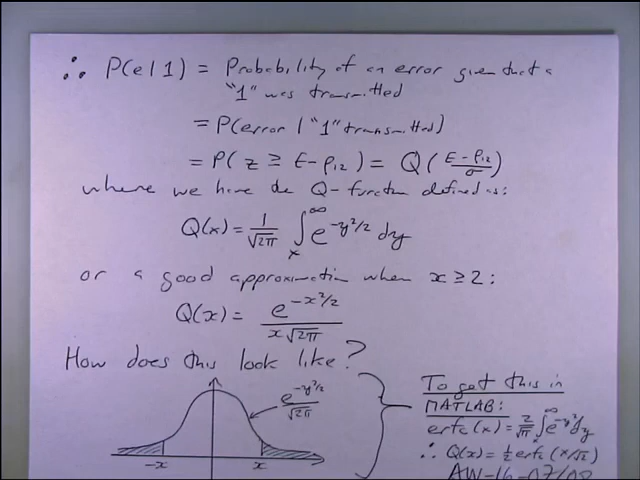 ∴ P(e|1) = Probability of an error given that a
"1" was transmitted
= P(error | "1" transmitted)
= P(z ≥ E-ρ12) = Q(E-ρ12/σ)
where we have de Q-function defined as:
Q(x) = 1/√2π ∫x^∞ e^-y²/2 dy
or a good approximation when x ≥ 2:
Q(x) = e^-x²/2 / x√2π
How does this look like?
e^-y²/2 / √2π
-x x
To get this in
MATLAB:
erfc(x) = 2/√π ∫x^∞ e^-y² dy
∴ Q(x) = ½ erfc(x/√2)
AW-16-07/08